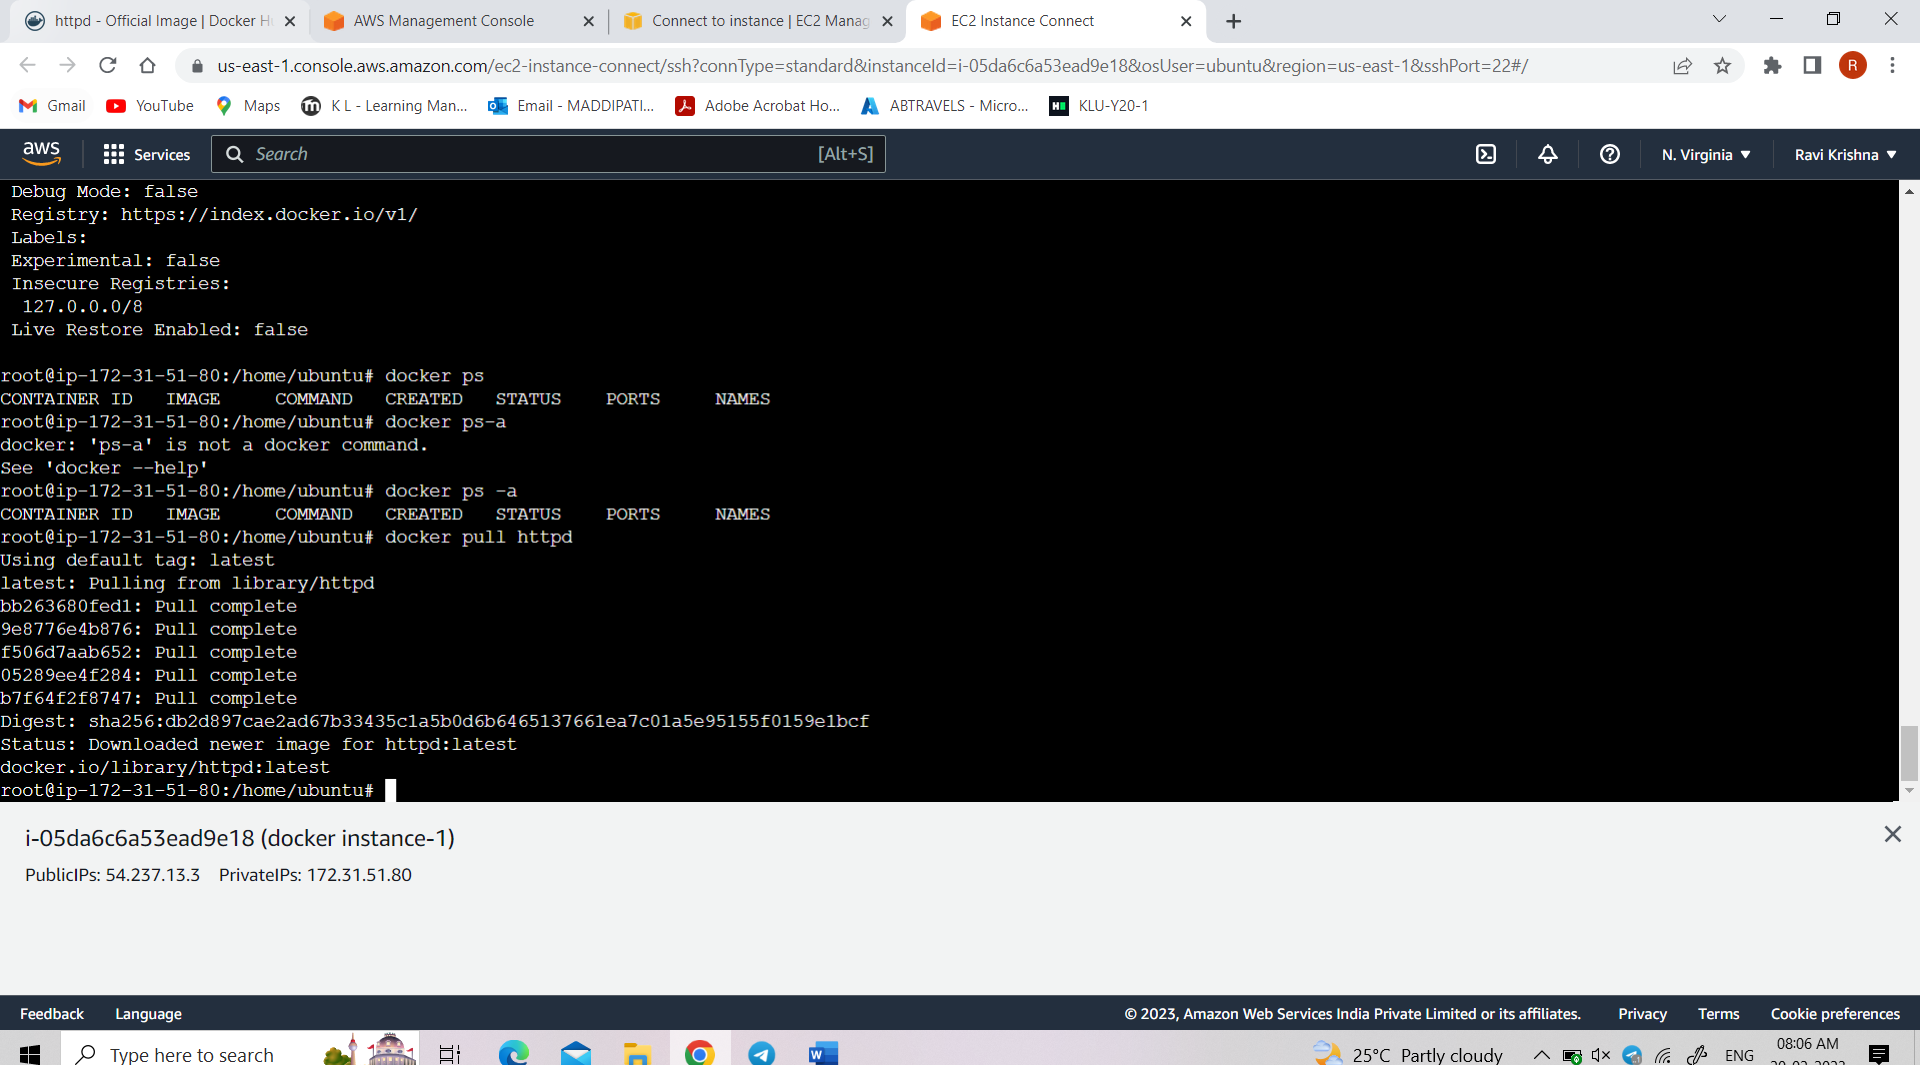 httpd - Official Image | Docker H
AWS Management Console
Connect to instance | EC2 Manag
EC2 Instance Connect
us-east-1.console.aws.amazon.com/ec2-instance-connect/ssh?connType=standard&instanceId=i-05da6c6a53ead9e18&osUser=ubuntu&region=us-east-1&sshPort=22#/
R
Gmail
YouTube
Maps
K L - Learning Man...
Email - MADDIPATI...
Adobe Acrobat Ho...
ABTRAVELS - Micro...
KLU-Y20-1
aws
Services
Search
[Alt+S]
N. Virginia
Ravi Krishna
Debug Mode: false
Registry: https://index.docker.io/v1/
Labels:
Experimental: false
Insecure Registries:
127.0.0.0/8
Live Restore Enabled: false
root@ip-172-31-51-80:/home/ubuntu# docker ps
CONTAINER ID IMAGE COMMAND CREATED STATUS PORTS NAMES
root@ip-172-31-51-80:/home/ubuntu# docker ps-a
docker: 'ps-a' is not a docker command.
See 'docker --help'
root@ip-172-31-51-80:/home/ubuntu# docker ps -a
CONTAINER ID IMAGE COMMAND CREATED STATUS PORTS NAMES
root@ip-172-31-51-80:/home/ubuntu# docker pull httpd
Using default tag: latest
latest: Pulling from library/httpd
bb263680fed1: Pull complete
9e8776e4b876: Pull complete
f506d7aab652: Pull complete
05289ee4f284: Pull complete
b7f64f2f8747: Pull complete
Digest: sha256:db2d897cae2ad67b33435c1a5b0d6b6465137661ea7c01a5e95155f0159e1bcf
Status: Downloaded newer image for httpd:latest
docker.io/library/httpd:latest
root@ip-172-31-51-80:/home/ubuntu#
i-05da6c6a53ead9e18 (docker instance-1)
PublicIPs: 54.237.13.3 PrivateIPs: 172.31.51.80
Feedback
Language
© 2023, Amazon Web Services India Private Limited or its affiliates.
Privacy
Terms
Cookie preferences
Type here to search
25°C Partly cloudy
ENG
08:06 AM